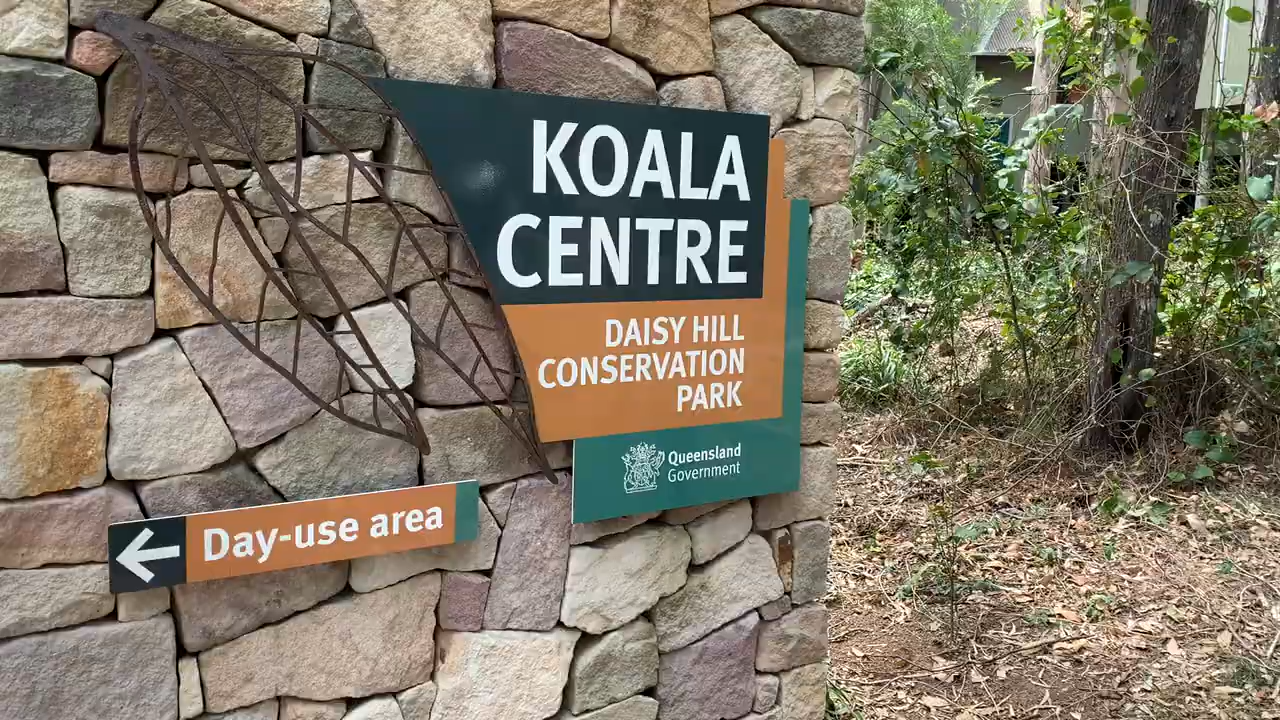 KOALA
CENTRE
DAISY HILL
CONSERVATION
PARK
Queensland
Government
Day-use area